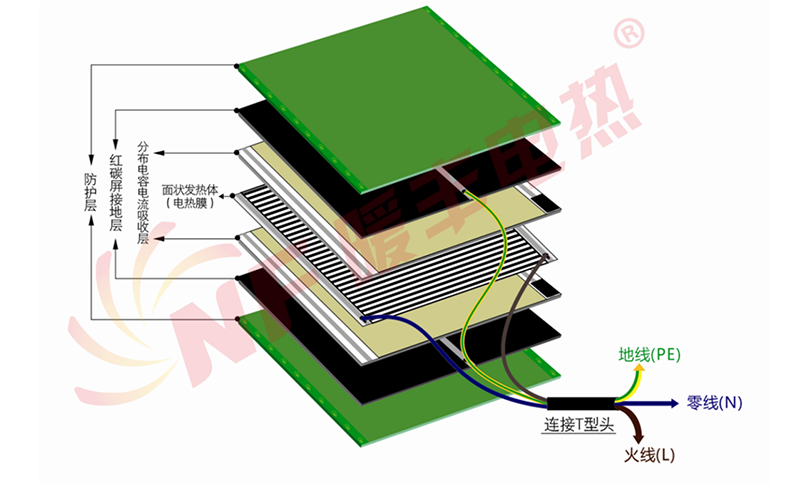 防护层
红碳屏接地层
分布电容电流吸收层
面状发热体
(电热膜)
NF暖丰电热®
地线(PE)
零线(N)
连接T型头
火线(L)